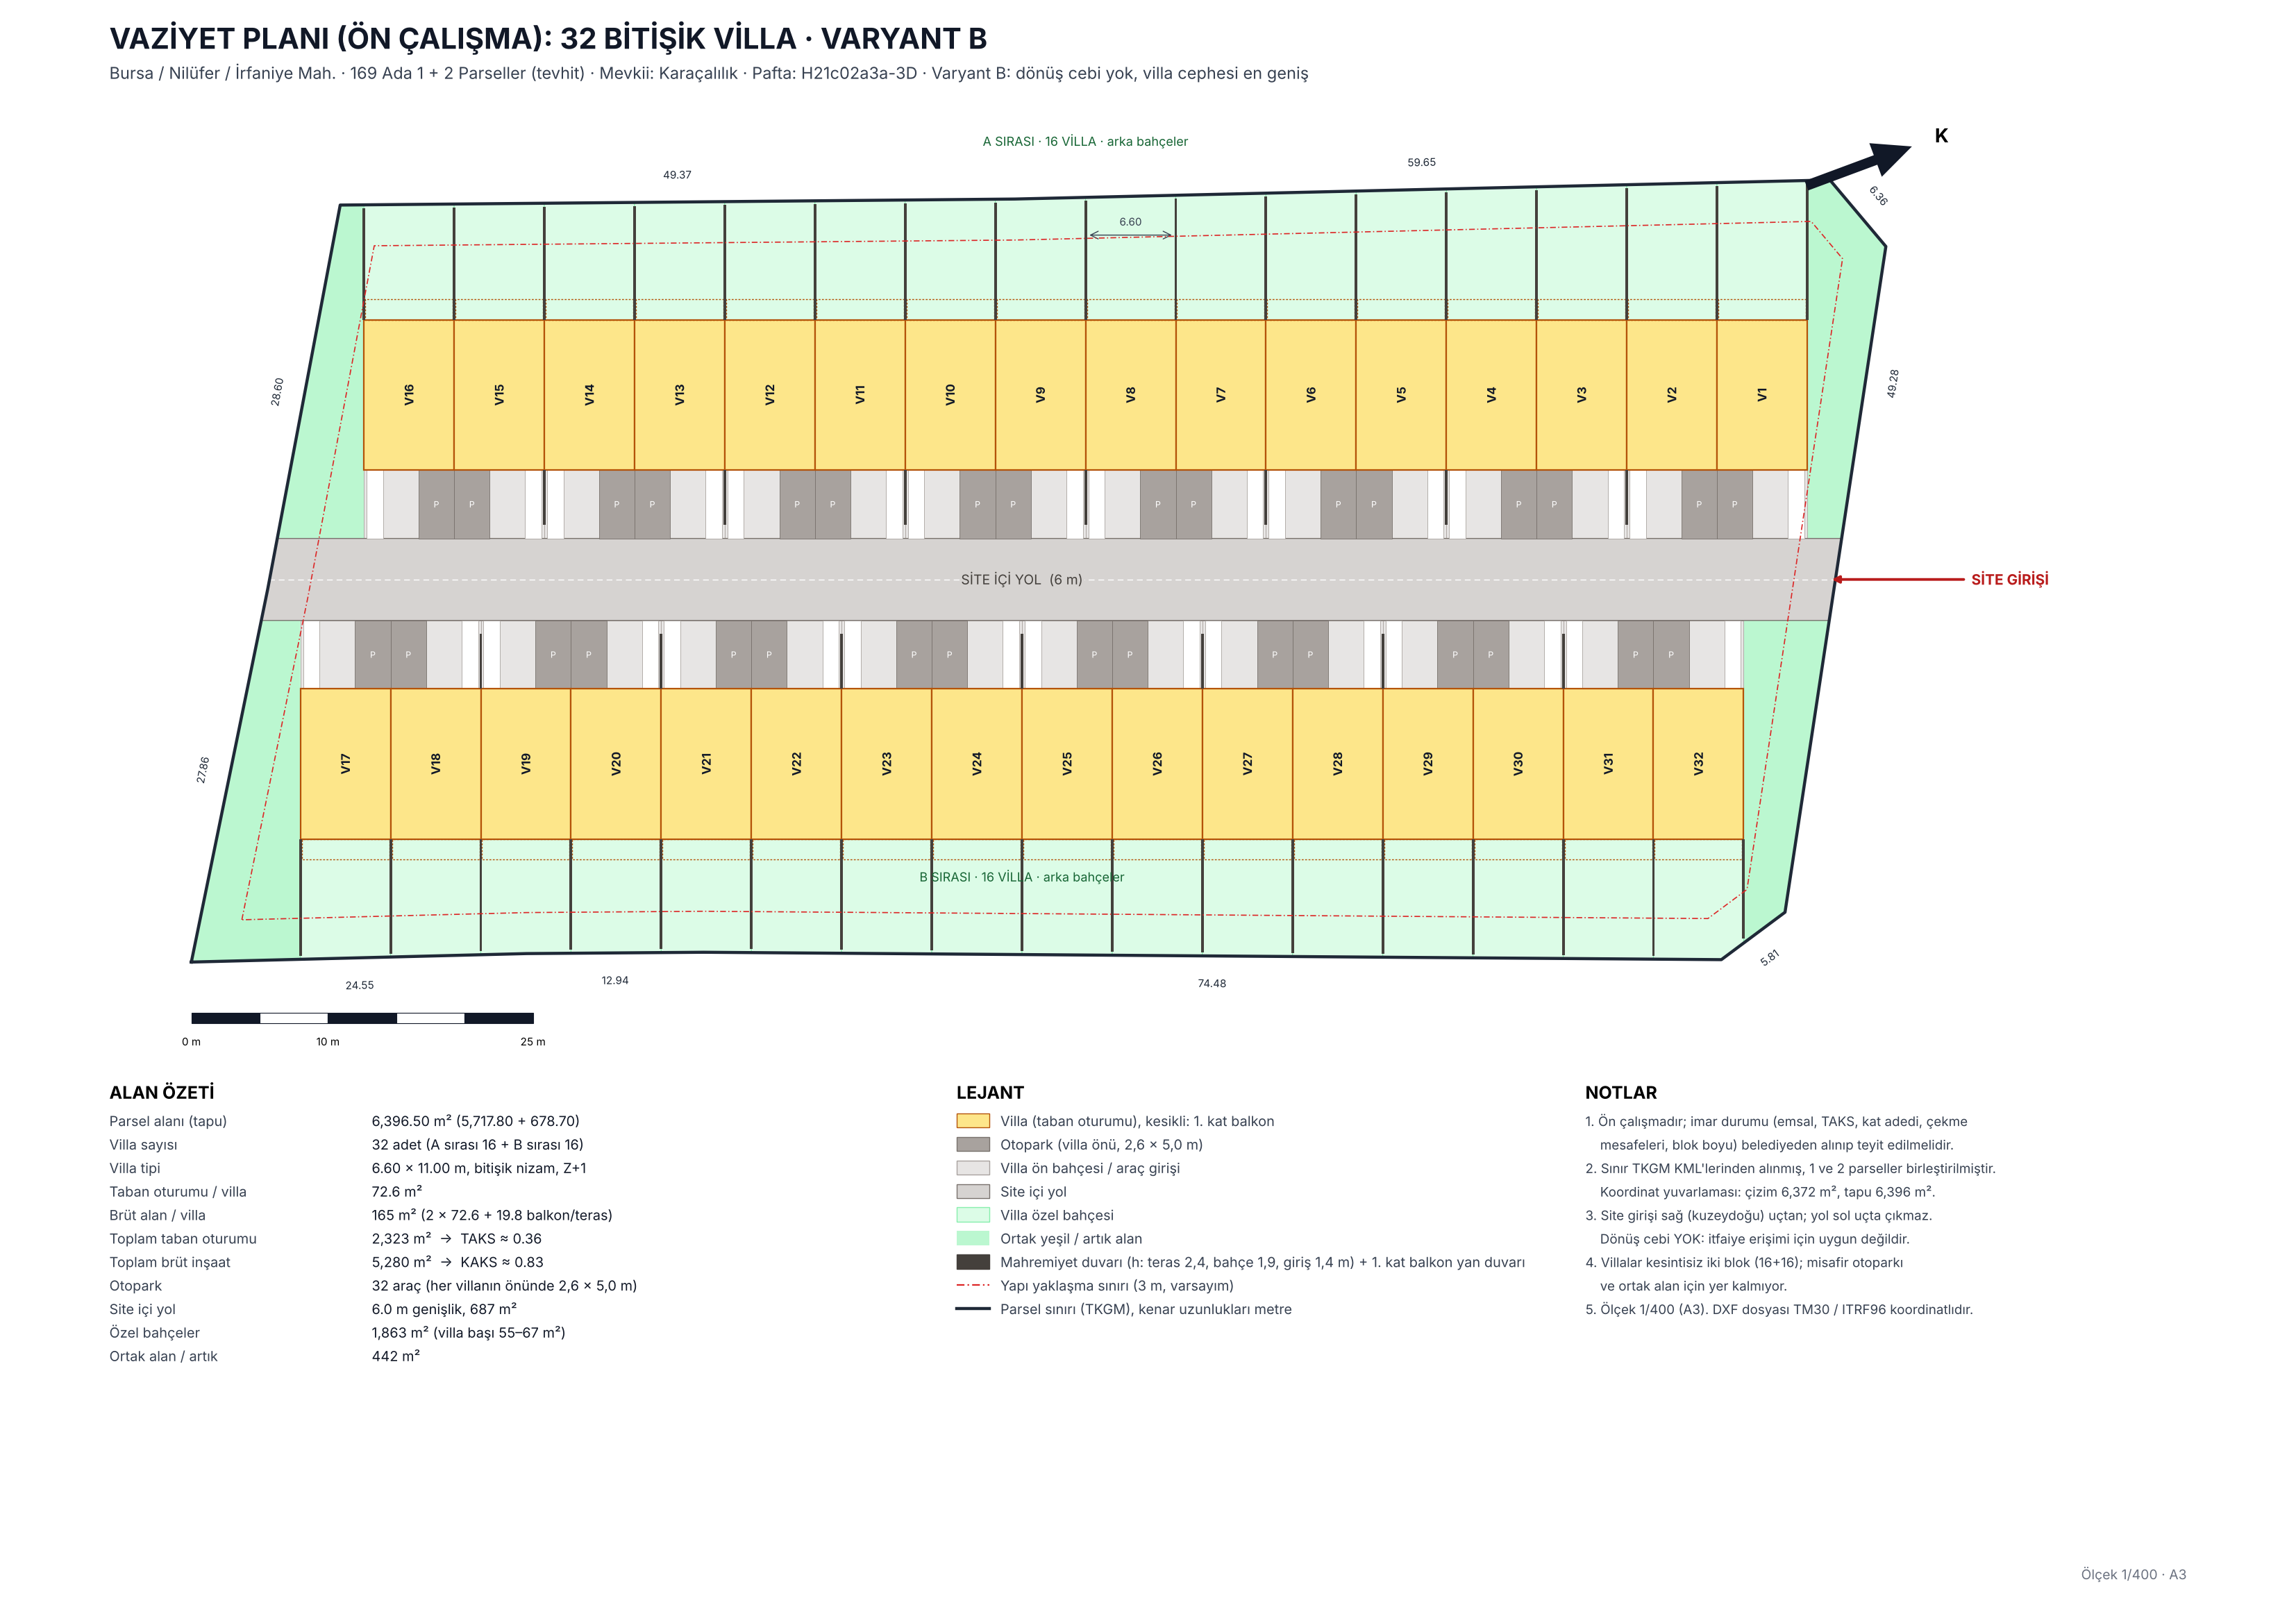 VAZİYET PLANI (ÖN ÇALIŞMA): 32 BİTİŞİK VİLLA · VARYANT B
Bursa / Nilüfer / İrfaniye Mah. · 169 Ada 1 + 2 Parseller (tevhit) · Mevkii: Karaçalılık · Pafta: H21c02a3a-3D · Varyant B: dönüş cebi yok, villa cephesi en geniş
K
A SIRASI · 16 VİLLA · arka bahçeler
49.37
59.65
6.36
6.60
28.60
49.28
V16 V15 V14 V13 V12 V11 V10 V9 V8 V7 V6 V5 V4 V3 V2 V1
P P P P P P P P P P P P P P P P
SİTE İÇİ YOL (6 m)
SİTE GİRİŞİ
P P P P P P P P P P P P P P P P
27.86
V17 V18 V19 V20 V21 V22 V23 V24 V25 V26 V27 V28 V29 V30 V31 V32
B SIRASI · 16 VİLLA · arka bahçeler
24.55
12.94
74.48
5.81
0 m 10 m 25 m
ALAN ÖZETİ
Parsel alanı (tapu) 6,396.50 m² (5,717.80 + 678.70)
Villa sayısı 32 adet (A sırası 16 + B sırası 16)
Villa tipi 6.60 × 11.00 m, bitişik nizam, Z+1
Taban oturumu / villa 72.6 m²
Brüt alan / villa 165 m² (2 × 72.6 + 19.8 balkon/teras)
Toplam taban oturumu 2,323 m² → TAKS ≈ 0.36
Toplam brüt inşaat 5,280 m² → KAKS ≈ 0.83
Otopark 32 araç (her villanın önünde 2,6 × 5,0 m)
Site içi yol 6.0 m genişlik, 687 m²
Özel bahçeler 1,863 m² (villa başı 55–67 m²)
Ortak alan / artık 442 m²
LEJANT
Villa (taban oturumu), kesikli: 1. kat balkon
Otopark (villa önü, 2,6 × 5,0 m)
Villa ön bahçesi / araç girişi
Site içi yol
Villa özel bahçesi
Ortak yeşil / artık alan
Mahremiyet duvarı (h: teras 2,4, bahçe 1,9, giriş 1,4 m) + 1. kat balkon yan duvarı
Yapı yaklaşma sınırı (3 m, varsayım)
Parsel sınırı (TKGM), kenar uzunlukları metre
NOTLAR
1. Ön çalışmadır; imar durumu (emsal, TAKS, kat adedi, çekme
mesafeleri, blok boyu) belediyeden alınıp teyit edilmelidir.
2. Sınır TKGM KML'lerinden alınmış, 1 ve 2 parseller birleştirilmiştir.
Koordinat yuvarlaması: çizim 6,372 m², tapu 6,396 m².
3. Site girişi sağ (kuzeydoğu) uçtan; yol sol uçta çıkmaz.
Dönüş cebi YOK: itfaiye erişimi için uygun değildir.
4. Villalar kesintisiz iki blok (16+16); misafir otoparkı
ve ortak alan için yer kalmıyor.
5. Ölçek 1/400 (A3). DXF dosyası TM30 / ITRF96 koordinatlıdır.
Ölçek 1/400 · A3